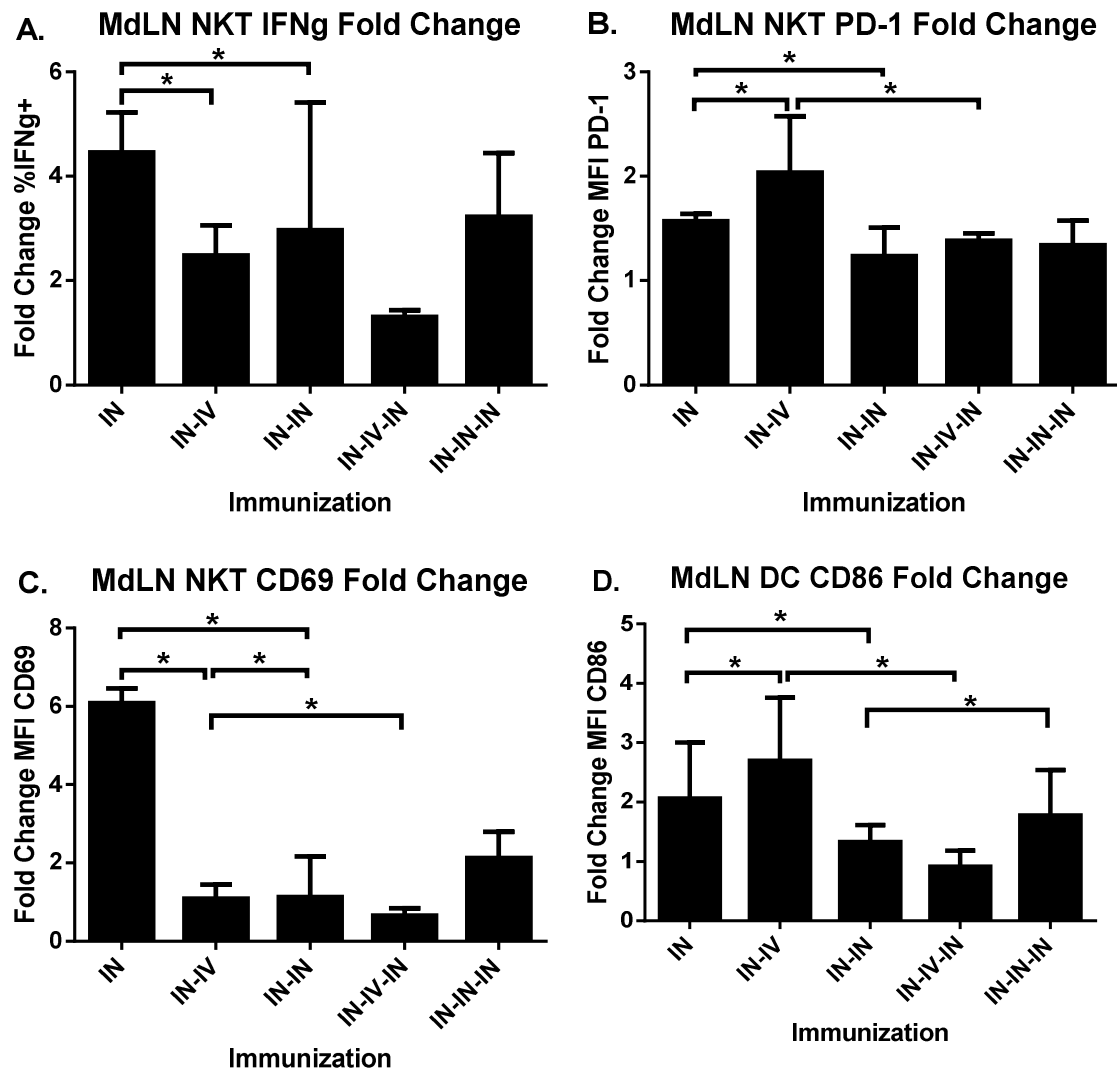 A.
MdLN NKT IFNg Fold Change
Fold Change %IFNg+
6
4
2
0
* *
IN
IN-IV
IN-IN
IN-IV-IN
IN-IN-IN
Immunization
B.
MdLN NKT PD-1 Fold Change
Fold Change MFI PD-1
3
2
1
0
* * *
IN
IN-IV
IN-IN
IN-IV-IN
IN-IN-IN
Immunization
C.
MdLN NKT CD69 Fold Change
Fold Change MFI CD69
8
6
4
2
0
* * * *
IN
IN-IV
IN-IN
IN-IV-IN
IN-IN-IN
Immunization
D.
MdLN DC CD86 Fold Change
Fold Change MFI CD86
5
4
3
2
1
0
* * * *
IN
IN-IV
IN-IN
IN-IV-IN
IN-IN-IN
Immunization